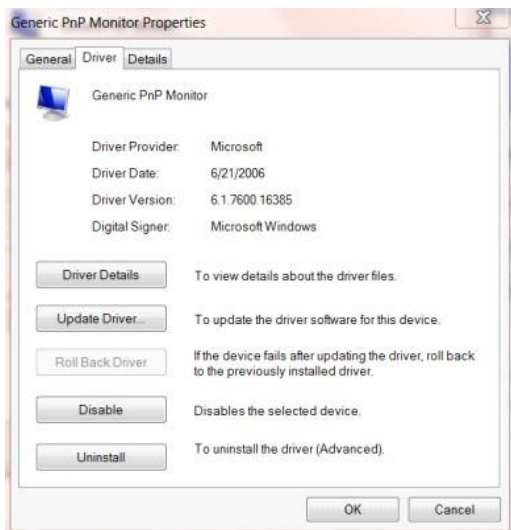 Generic PnP Monitor Properties
General Driver Details
Generic PnP Monitor
Driver Provider: Microsoft
Driver Date: 6/21/2006
Driver Version: 6.1.7600.16385
Digital Signer: Microsoft Windows
Driver Details To view details about the driver files.
Update Driver... To update the driver software for this device.
Roll Back Driver If the device fails after updating the driver, roll back
to the previously installed driver.
Disable Disables the selected device.
Uninstall To uninstall the driver (Advanced).
OK Cancel